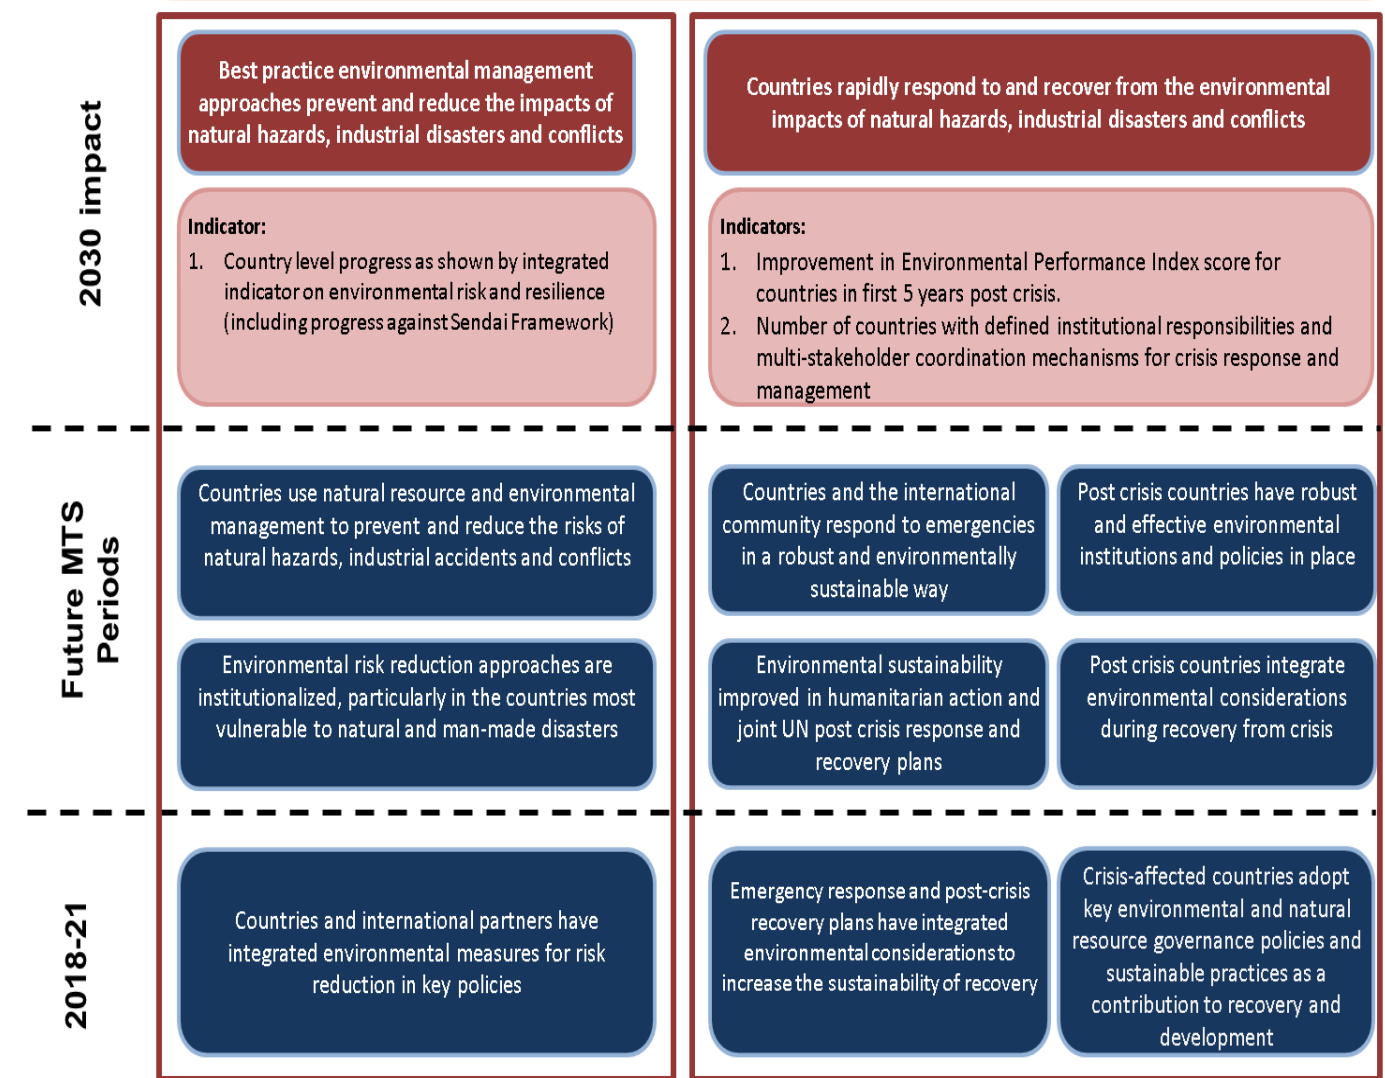 2030 impact
Best practice environmental management
approaches prevent and reduce the impacts of
natural hazards, industrial disasters and conflicts
Countries rapidly respond to and recover from the environmental
impacts of natural hazards, industrial disasters and conflicts
Indicator:
1. Country level progress as shown by integrated
indicator on environmental risk and resilience
(including progress against Sendai Framework)
Indicators:
1. Improvement in Environmental Performance Index score for
countries in first 5 years post crisis.
2. Number of countries with defined institutional responsibilities and
multi-stakeholder coordination mechanisms for crisis response and
management
Future MTS
Periods
Countries use natural resource and environmental
management to prevent and reduce the risks of
natural hazards, industrial accidents and conflicts
Countries and the international
community respond to emergencies
in a robust and environmentally
sustainable way
Post crisis countries have robust
and effective environmental
institutions and policies in place
Environmental risk reduction approaches are
institutionalized, particularly in the countries most
vulnerable to natural and man-made disasters
Environmental sustainability
improved in humanitarian action and
joint UN post crisis response and
recovery plans
Post crisis countries integrate
environmental considerations
during recovery from crisis
2018-21
Countries and international partners have
integrated environmental measures for risk
reduction in key policies
Emergency response and post-crisis
recovery plans have integrated
environmental considerations to
increase the sustainability of recovery
Crisis-affected countries adopt
key environmental and natural
resource governance policies and
sustainable practices as a
contribution to recovery and
development